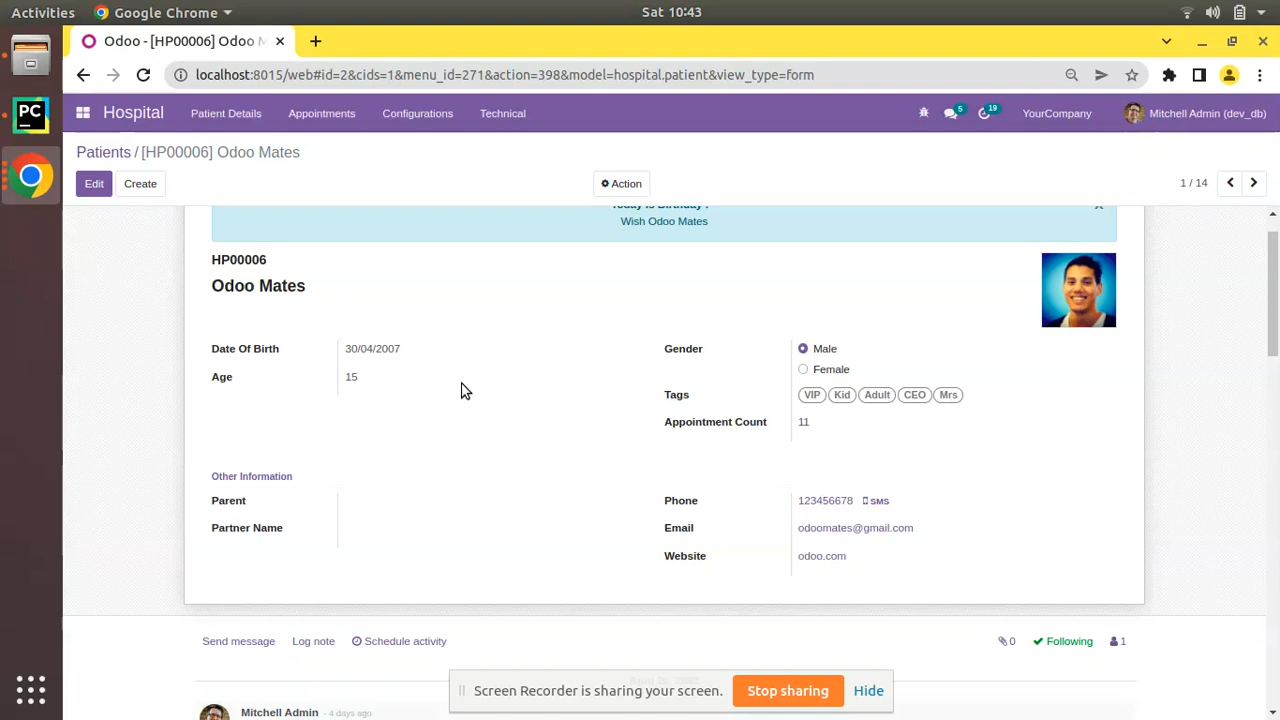 Activities Google Chrome Sat 10:43
Odoo - [HP00006] Odoo M
localhost:8015/web#id=2&cids=1&menu_id=271&action=398&model=hospital.patient&view_type=form
PC
Hospital Patient Details Appointments Configurations Technical 5 19 YourCompany Mitchell Admin (dev_db)
Patients / [HP00006] Odoo Mates
Edit Create Action 1 / 14
Today is Birthday !
Wish Odoo Mates
HP00006
Odoo Mates
Date Of Birth 30/04/2007 Gender Male
Age 15 Female
Tags VIP Kid Adult CEO Mrs
Appointment Count 11
Other Information
Parent Phone 123456678 SMS
Partner Name Email odoomates@gmail.com
Website odoo.com
Send message Log note Schedule activity 0 Following 1
Screen Recorder is sharing your screen. Stop sharing Hide
Mitchell Admin - 4 days ago